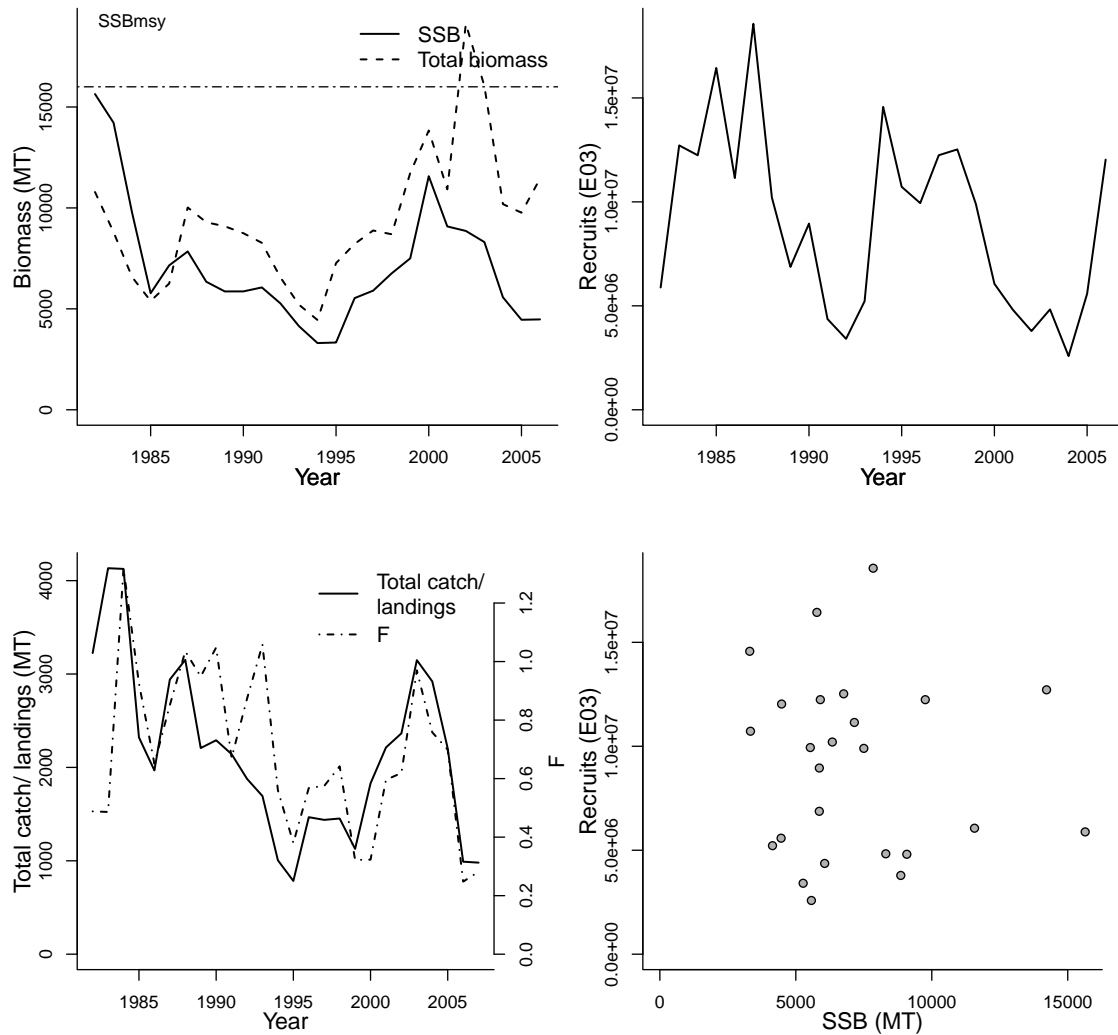 SSBmsy
SSB
Total biomass
Biomass (MT)
0
5000
10000
15000
1985
1990
1995
2000
2005
Year
Recruits (E03)
0.0e+00
5.0e+06
1.0e+07
1.5e+07
1985
1990
1995
2000
2005
Year
Total catch/
landings
F
Total catch/ landings (MT)
0
1000
2000
3000
4000
1985
1990
1995
2000
2005
Year
F
0.0
0.2
0.4
0.6
0.8
1.0
1.2
Recruits (E03)
0.0e+00
5.0e+06
1.0e+07
1.5e+07
0
5000
10000
15000
SSB (MT)